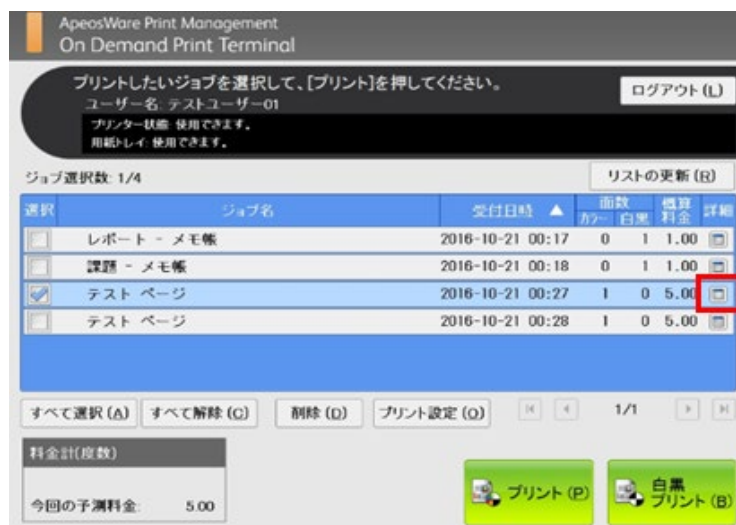 ApeosWare Print Management
On Demand Print Terminal
プリントしたいジョブを選択して、[プリント]を押してください。
ログアウト(L)
ユーザー名: テストユーザー01
プリンター状態: 使用できます。
用紙トレイ: 使用できます。
ジョブ選択数: 1/4
リストの更新(R)
選択 ジョブ名 受付日時 ▲ 面数 カラー 白黒 概算料金 詳細
レポート - メモ帳 2016-10-21 00:17 0 1 1.00
課題 - メモ帳 2016-10-21 00:18 0 1 1.00
テスト ページ 2016-10-21 00:27 1 0 5.00
テスト ページ 2016-10-21 00:28 1 0 5.00
すべて選択(A) すべて解除(C) 削除(D) プリント設定(O) 1/1
料金計(度数)
今回の予測料金: 5.00
プリント(P)
白黒プリント(B)